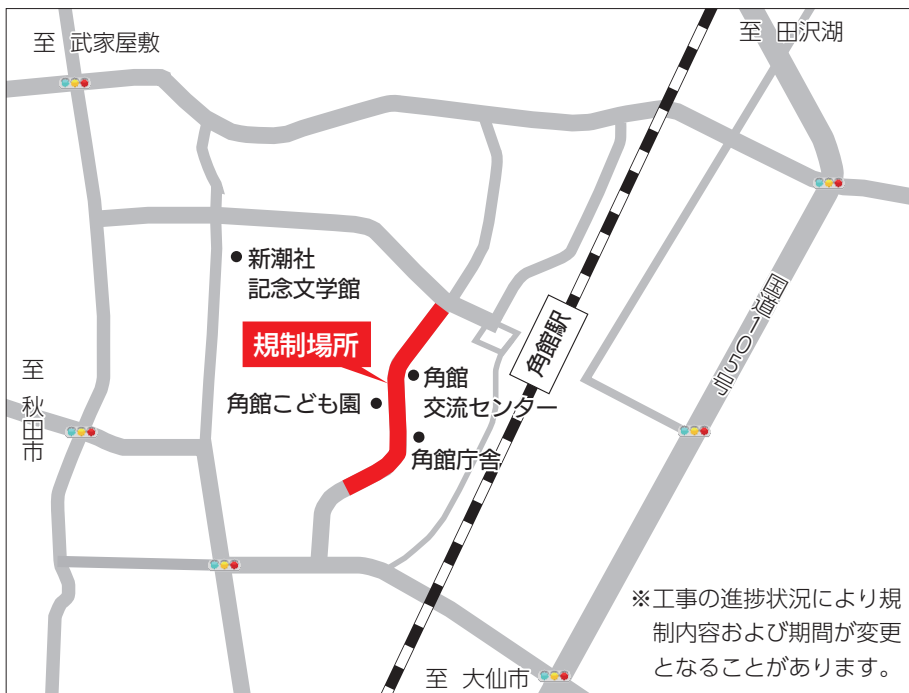 至 武家屋敷
至 田沢湖
新潮社
記念文学館
国道105号
規制場所
角館駅
至 秋田市
角館
交流センター
角館こども園
角館庁舎
※工事の進捗状況により規
制内容および期間が変更
となることがあります。
至 大仙市